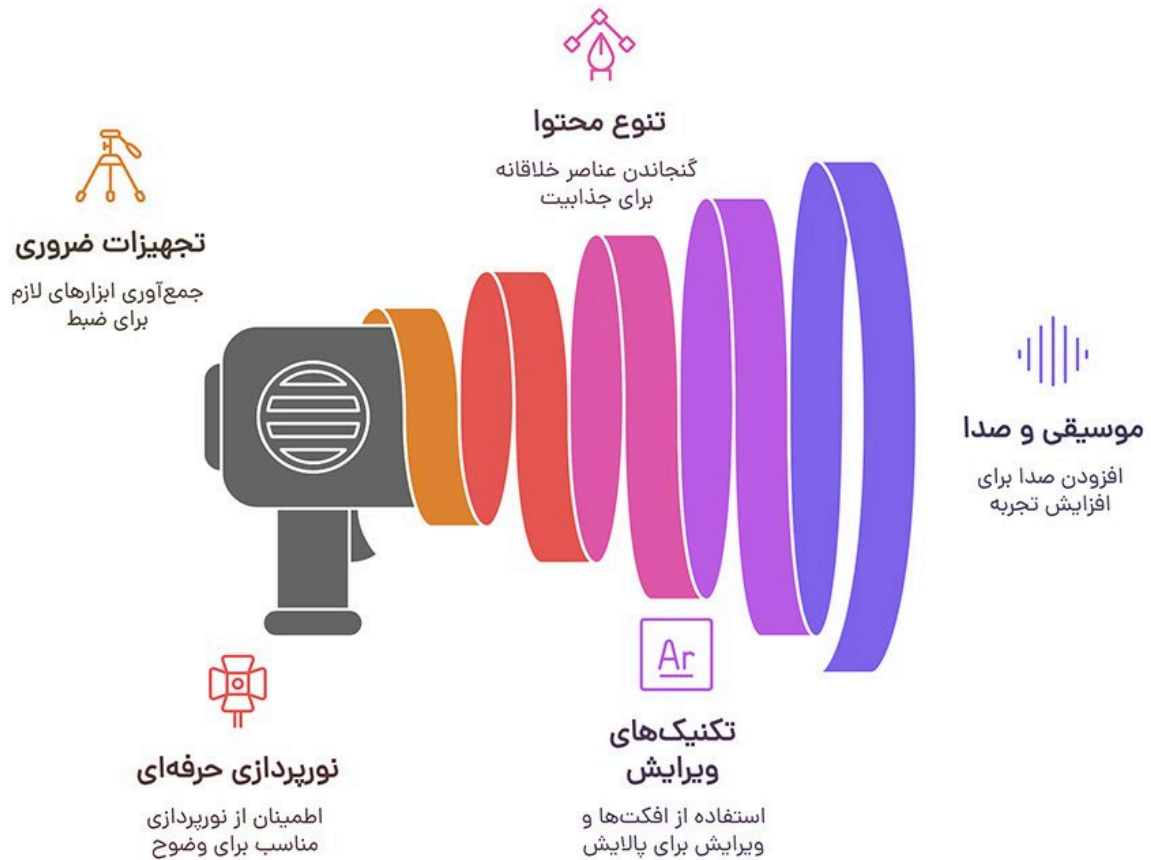 تنوع محتوا
گنجاندن عناصر خلاقانه
برای جذابیت
تجهیزات ضروری
جمع‌آوری ابزارهای لازم
برای ضبط
موسیقی و صدا
افزودن صدا برای
افزایش تجربه
نورپردازی حرفه‌ای
اطمینان از نورپردازی
مناسب برای وضوح
Ar
تکنیک‌های
ویرایش
استفاده از افکت‌ها و
ویرایش برای پالایش